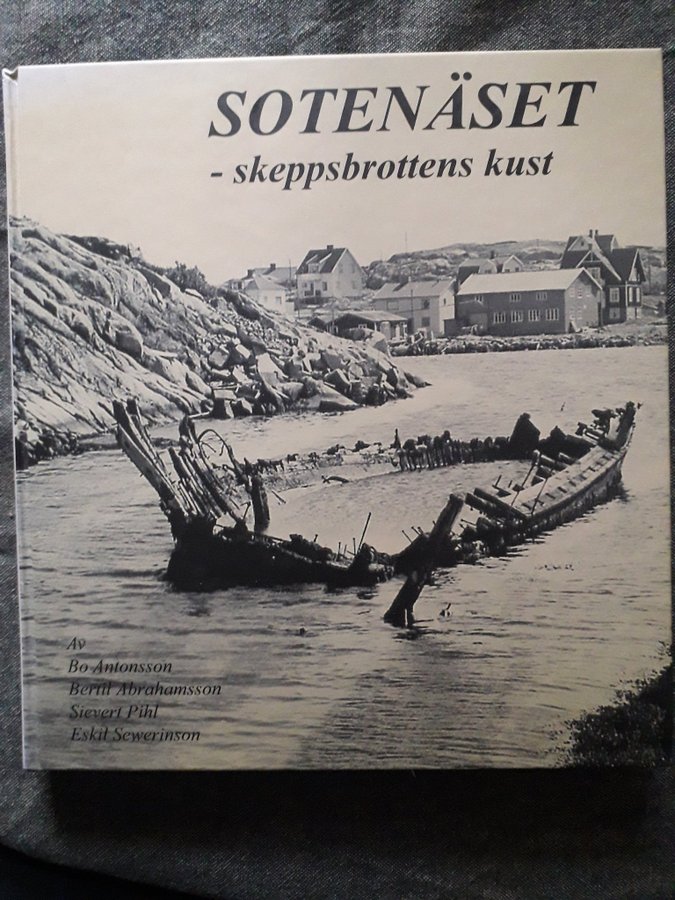 SOTENÄSET
- skeppsbrottens kust
Av
Bo Antonsson
Bertil Abrahamsson
Sievert Pihl
Eskil Sewerinson